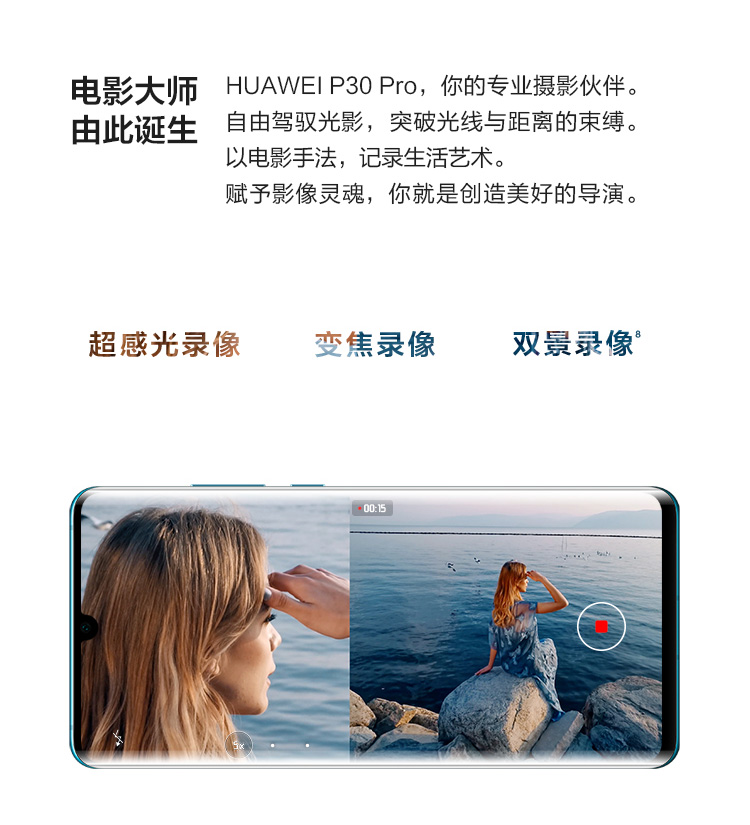 电影大师
由此诞生
HUAWEI P30 Pro，你的专业摄影伙伴。
自由驾驭光影，突破光线与距离的束缚。
以电影手法，记录生活艺术。
赋予影像灵魂，你就是创造美好的导演。
超感光录像 变焦录像 双景录像8
00:15
5x